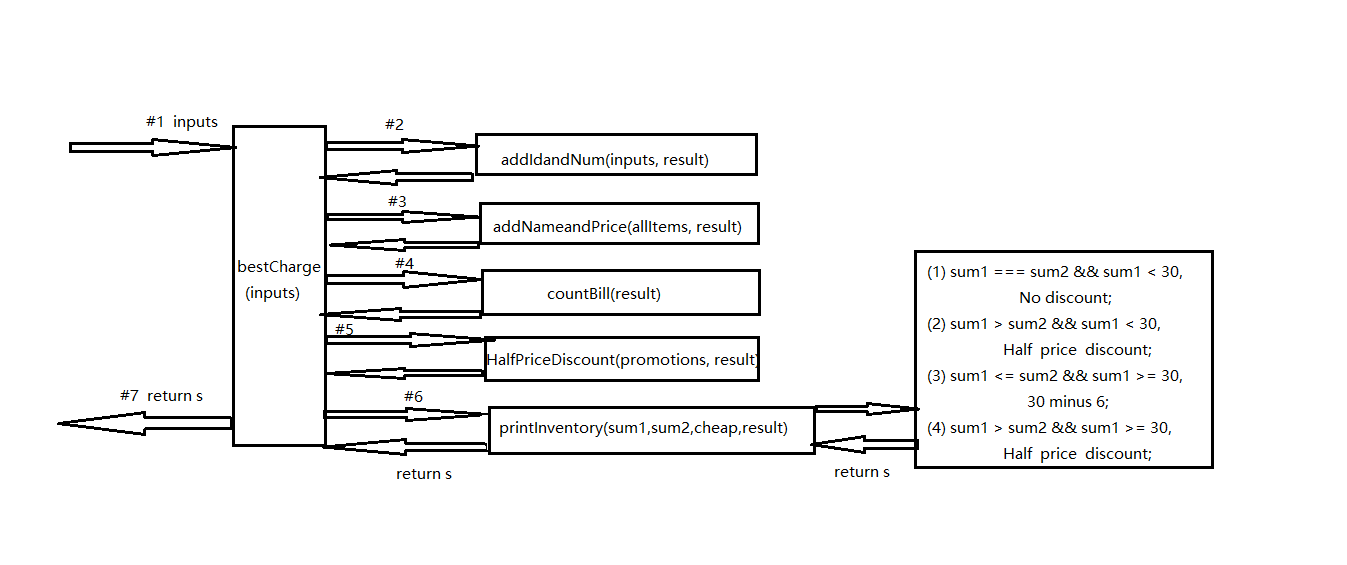 #1 inputs
#2
addIdandNum(inputs, result)
#3
addNameandPrice(allItems, result)
bestCharge
(inputs)
#4
countBill(result)
#5
HalfPriceDiscount(promotions, result)
#6
printInventory(sum1,sum2,cheap,result)
return s
#7 return s
(1) sum1 === sum2 && sum1 < 30,
No discount;
(2) sum1 > sum2 && sum1 < 30,
Half price discount;
(3) sum1 <= sum2 && sum1 >= 30,
30 minus 6;
(4) sum1 > sum2 && sum1 >= 30,
Half price discount;
return s